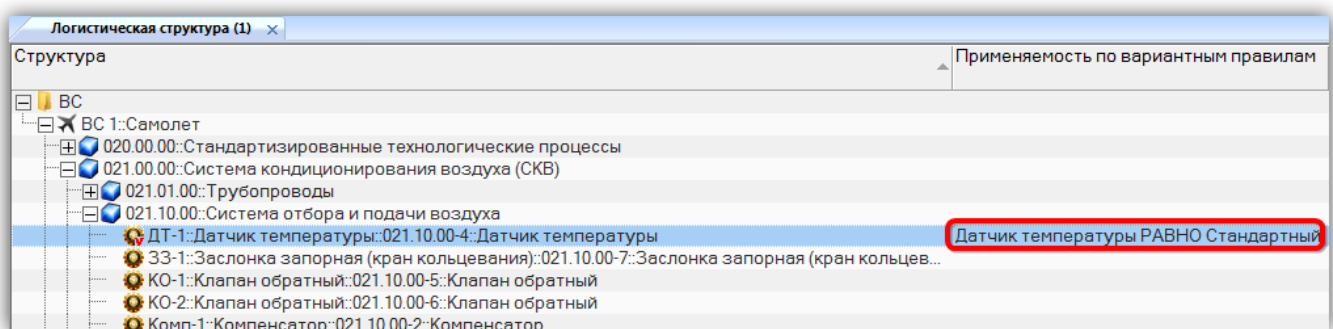 Логистическая структура (1)
Структура Применяемость по вариантным правилам
ВС
ВС 1::Самолет
020.00.00::Стандартизированные технологические процессы
021.00.00::Система кондиционирования воздуха (СКВ)
021.01.00::Трубопроводы
021.10.00::Система отбора и подачи воздуха
ДТ-1::Датчик температуры::021.10.00-4::Датчик температуры Датчик температуры РАВНО Стандартный
ЗЗ-1::Заслонка запорная (кран кольцевания)::021.10.00-7::Заслонка запорная (кран кольцев...
КО-1::Клапан обратный::021.10.00-5::Клапан обратный
КО-2::Клапан обратный::021.10.00-6::Клапан обратный
Комп-1::Компенсатор::021.10.00-2::Компенсатор